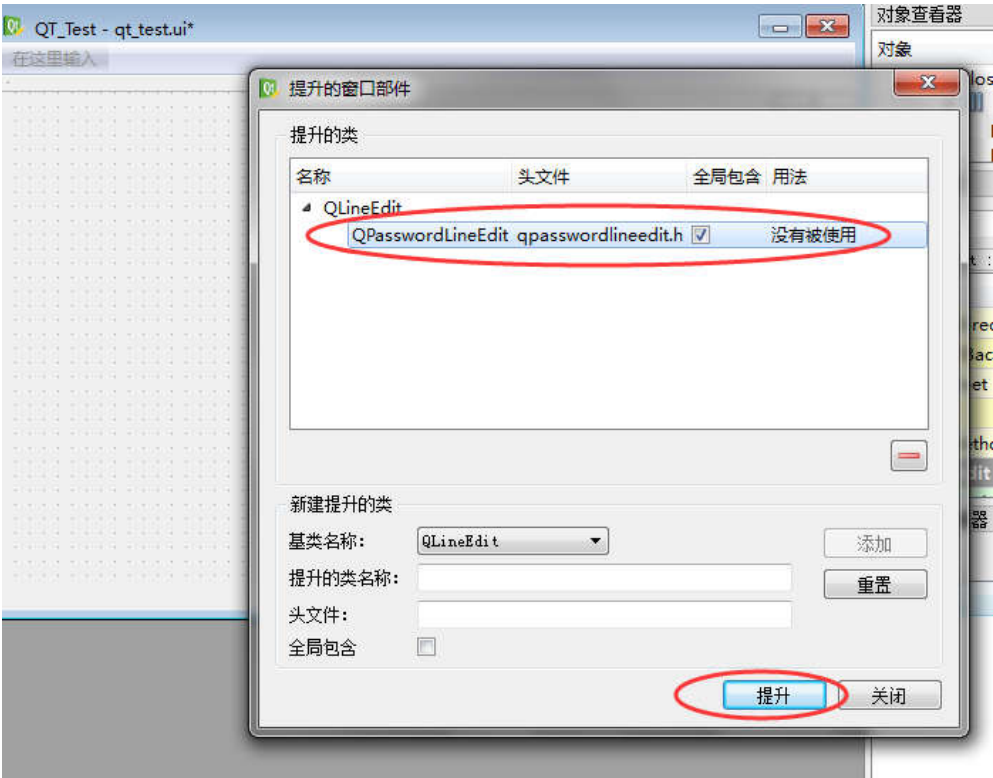 QT_Test - qt_test.ui*
在这里输入
对象查看器
对象
提升的窗口部件
提升的类
名称 头文件 全局包含 用法
QLineEdit
QPasswordLineEdit qpasswordlineedit.h 没有被使用
新建提升的类
基类名称： QLineEdit
添加
提升的类名称：
重置
头文件：
全局包含
提升 关闭